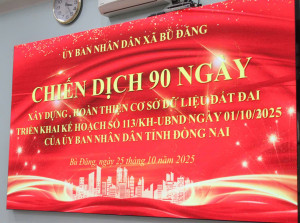 ỦY BAN NHÂN DÂN XÃ BÙ ĐĂNG
CHIẾN DỊCH 90 NGÀY
XÂY DỰNG, HOÀN THIỆN CƠ SỞ DỮ LIỆU ĐẤT ĐAI
TRIỂN KHAI KẾ HOẠCH SỐ 113/KH-UBND NGÀY 01/10/2025
CỦA ỦY BAN NHÂN DÂN TỈNH ĐỒNG NAI
Bù Đăng, ngày 25 tháng 10 năm 2025